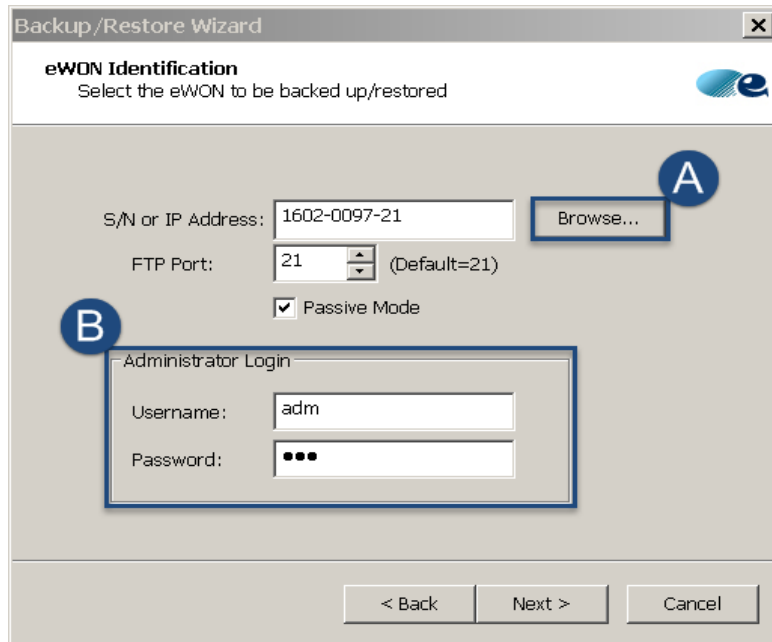 Backup/Restore Wizard
eWON Identification
Select the eWON to be backed up/restored
A
S/N or IP Address: 1602-0097-21 Browse...
FTP Port: 21 (Default=21)
Passive Mode
B
Administrator Login
Username: adm
Password: ●●●
< Back Next > Cancel